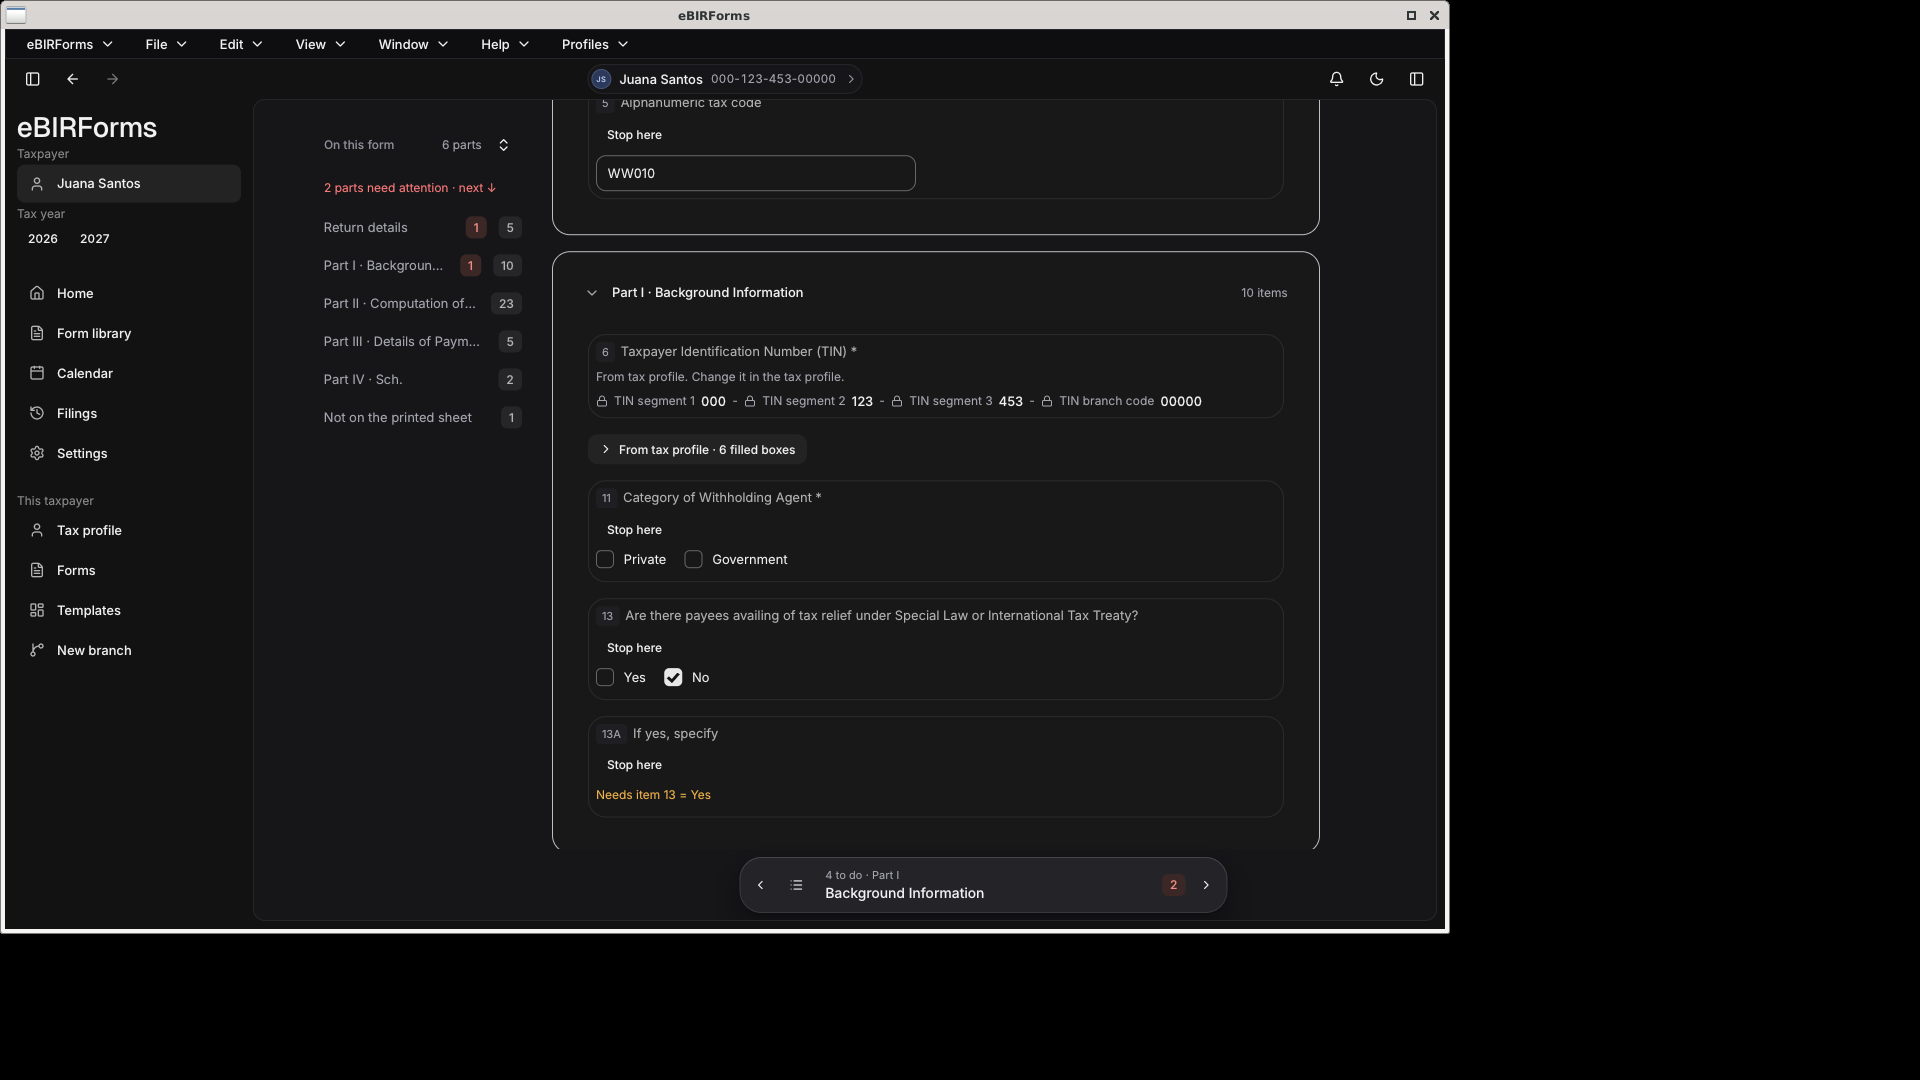 eBIRForms
eBIRForms File Edit View Window Help Profiles
JS Juana Santos 000-123-453-00000
eBIRForms
Taxpayer
Juana Santos
Tax year
2026 2027
Home
Form library
Calendar
Filings
Settings
This taxpayer
Tax profile
Forms
Templates
New branch
On this form 6 parts
2 parts need attention · next ↓
Return details 1 5
Part I · Backgroun... 1 10
Part II · Computation of... 23
Part III · Details of Paym... 5
Part IV · Sch. 2
Not on the printed sheet 1
5 Alphanumeric tax code
Stop here
WW010
Part I · Background Information 10 items
6 Taxpayer Identification Number (TIN) *
From tax profile. Change it in the tax profile.
TIN segment 1 000 - TIN segment 2 123 - TIN segment 3 453 - TIN branch code 00000
From tax profile · 6 filled boxes
11 Category of Withholding Agent *
Stop here
Private Government
13 Are there payees availing of tax relief under Special Law or International Tax Treaty?
Stop here
Yes No
13A If yes, specify
Stop here
Needs item 13 = Yes
4 to do · Part I
Background Information 2